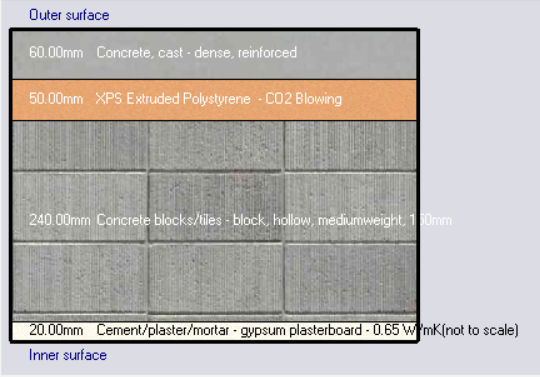 Outer surface
60.00mm Concrete, cast - dense, reinforced
50.00mm XPS Extruded Polystyrene - CO2 Blowing
240.00mm Concrete blocks/tiles - block, hollow, mediumweight, 150mm
20.00mm Cement/plaster/mortar - gypsum plasterboard - 0.65 W/mK(not to scale)
Inner surface